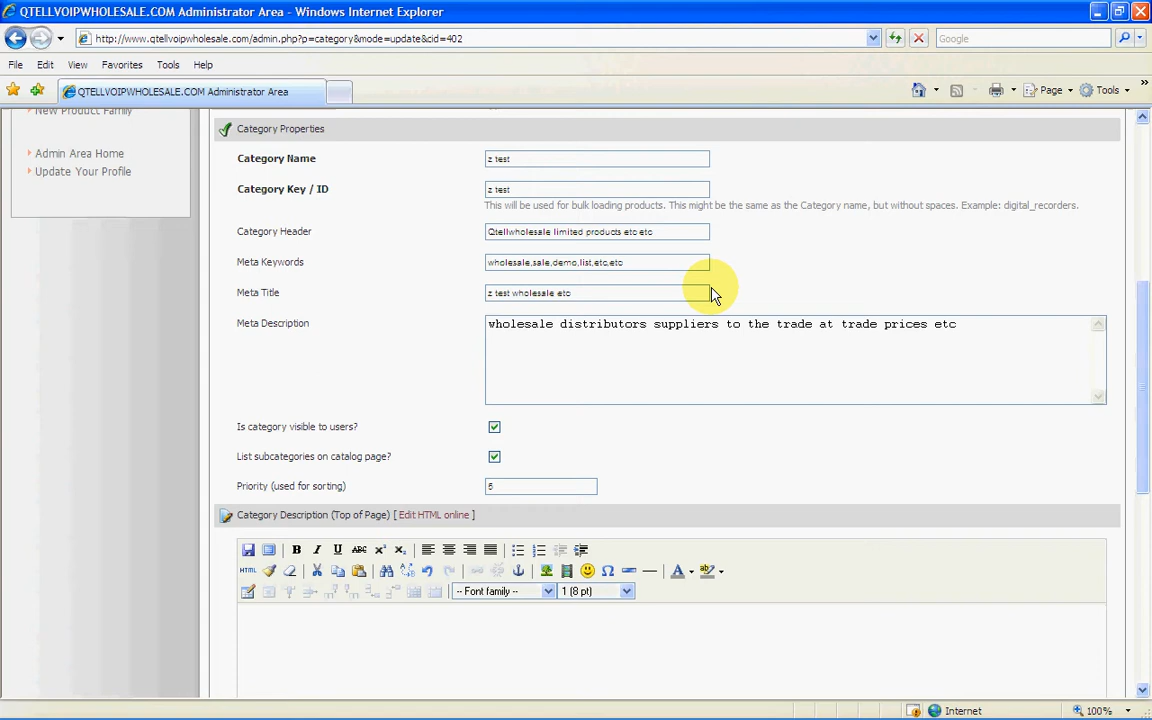 QTELLVOIPWHOLESALE.COM Administrator Area - Windows Internet Explorer
http://www.qtellvoipwholesale.com/admin.php?p=category&mode=update&cid=402
Google
File Edit View Favorites Tools Help
QTELLVOIPWHOLESALE.COM Administrator Area
Page Tools
New Product Family
Admin Area Home
Update Your Profile
Category Properties
Category Name
z test
Category Key / ID
z test
This will be used for bulk loading products. This might be the same as the Category name, but without spaces. Example: digital_recorders.
Category Header
Qtellwholesale limited products etc etc
Meta Keywords
wholesale,sale,demo,list,etc,etc
Meta Title
z test wholesale etc
Meta Description
wholesale distributors suppliers to the trade at trade prices etc
Is category visible to users?
List subcategories on catalog page?
Priority (used for sorting)
5
Category Description (Top of Page) [ Edit HTML online ]
B I U ABC x² x₂
HTML
A ab
-- Font family -- 1 (8 pt)
Internet 100%